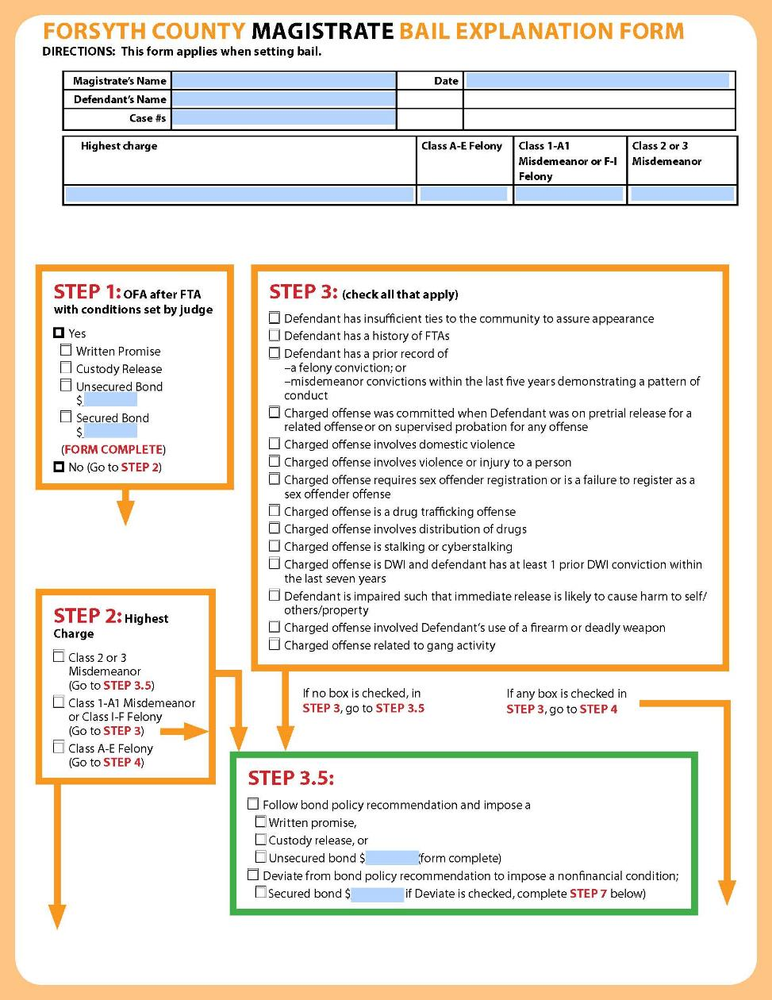 FORSYTH COUNTY MAGISTRATE BAIL EXPLANATION FORM
DIRECTIONS: This form applies when setting bail.
Magistrate's Name
Date
Defendant's Name
Case #s
Highest charge
Class A-E Felony
Class 1-A1
Misdemeanor or F-I
Felony
Class 2 or 3
Misdemeanor
STEP 1: OFA after FTA
with conditions set by judge
Yes
Written Promise
Custody Release
Unsecured Bond
$
Secured Bond
$
(FORM COMPLETE)
No (Go to STEP 2)
STEP 2: Highest
Charge
Class 2 or 3
Misdemeanor
(Go to STEP 3.5)
Class 1-A1 Misdemeanor
or Class I-F Felony
(Go to STEP 3)
Class A-E Felony
(Go to STEP 4)
STEP 3: (check all that apply)
Defendant has insufficient ties to the community to assure appearance
Defendant has a history of FTAs
Defendant has a prior record of
–a felony conviction; or
–misdemeanor convictions within the last five years demonstrating a pattern of
conduct
Charged offense was committed when Defendant was on pretrial release for a
related offense or on supervised probation for any offense
Charged offense involves domestic violence
Charged offense involves violence or injury to a person
Charged offense requires sex offender registration or is a failure to register as a
sex offender offense
Charged offense is a drug trafficking offense
Charged offense involves distribution of drugs
Charged offense is stalking or cyberstalking
Charged offense is DWI and defendant has at least 1 prior DWI conviction within
the last seven years
Defendant is impaired such that immediate release is likely to cause harm to self/
others/property
Charged offense involved Defendant's use of a firearm or deadly weapon
Charged offense related to gang activity
If no box is checked, in
STEP 3, go to STEP 3.5
If any box is checked in
STEP 3, go to STEP 4
STEP 3.5:
Follow bond policy recommendation and impose a
Written promise,
Custody release, or
Unsecured bond $ (form complete)
Deviate from bond policy recommendation to impose a nonfinancial condition;
Secured bond $ if Deviate is checked, complete STEP 7 below)